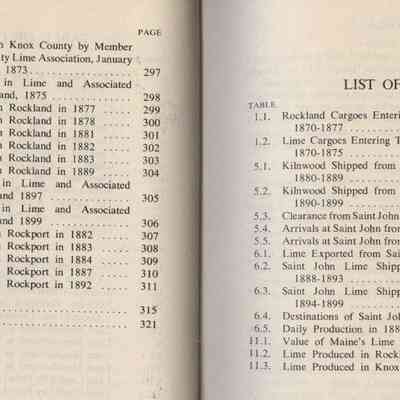 PAGE
n Knox County by Member
ty Lime Association, January
1873 . . . . . . . . . . . . . . . . . 297
in Lime and Associated
and, 1875 . . . . . . . . . . . . . . 298
n Rockland in 1877 . . . . . 299
n Rockland in 1878 . . . . . 300
n Rockland in 1881 . . . . . 301
n Rockland in 1882 . . . . . 302
n Rockland in 1883 . . . . . 303
n Rockland in 1889 . . . . . 304
in Lime and Associated
land 1897 . . . . . . . . . . . . . 305
in Lime and Associated
land 1899 . . . . . . . . . . . . . 306
n Rockport in 1882 . . . . . 307
n Rockport in 1883 . . . . . 308
n Rockport in 1884 . . . . . 309
n Rockport in 1887 . . . . . 310
n Rockport in 1892 . . . . . 311
. . . . . . . . . . . . . . . . . . . . . 315
. . . . . . . . . . . . . . . . . . . . . 321
LIST OF
TABLE
1.1. Rockland Cargoes Enteri
1870-1877 . . . . . . . . . .
1.2. Lime Cargoes Entering T
1870-1875 . . . . . . . . . .
5.1. Kilnwood Shipped from
1880-1889 . . . . . . . . . .
5.2. Kilnwood Shipped from
1890-1899 . . . . . . . . . .
5.3. Clearance from Saint John
5.4. Arrivals at Saint John from
5.5. Arrivals at Saint John from
6.1. Lime Exported from Sai
6.2. Saint John Lime Shipp
1888-1893 . . . . . . . . . .
6.3. Saint John Lime Shipp
1894-1899 . . . . . . . . . .
6.4. Destinations of Saint Joh
6.5. Daily Production in 188
11.1. Value of Maine's Lime
11.2. Lime Produced in Rockl
11.3. Lime Produced in Knox